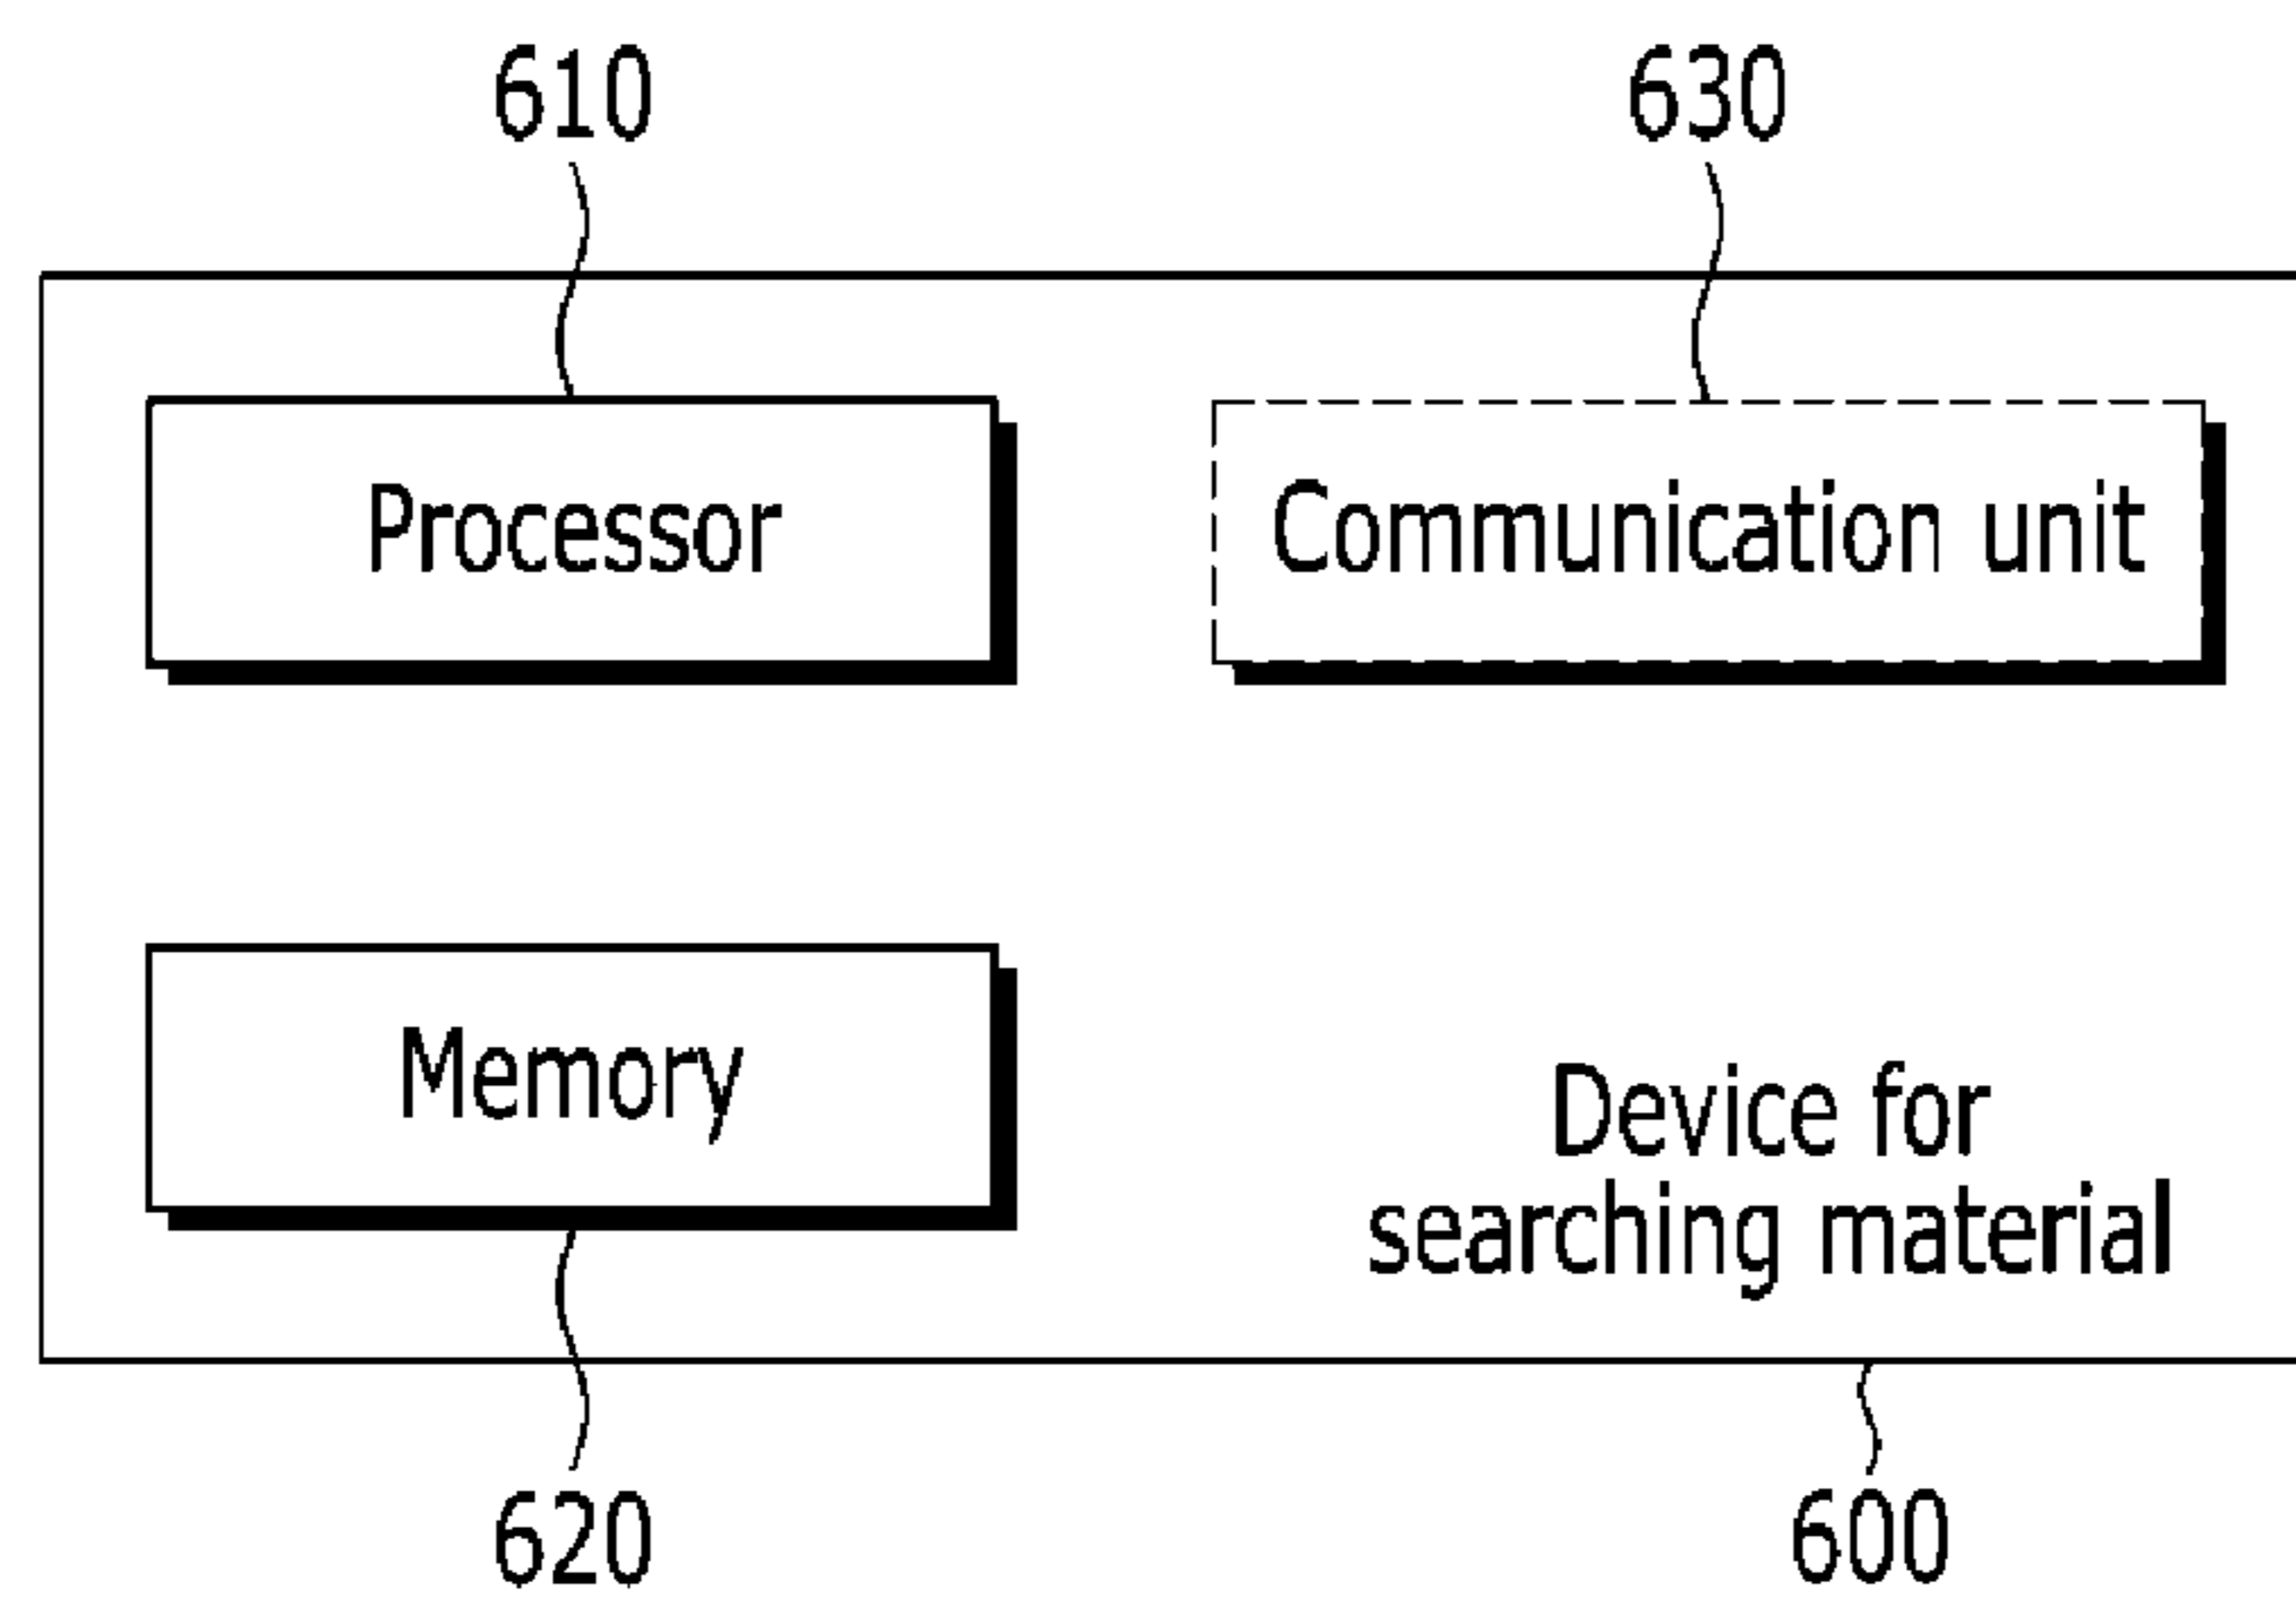 610
630
Processor
Communication unit
Memory
Device for
searching material
620
600